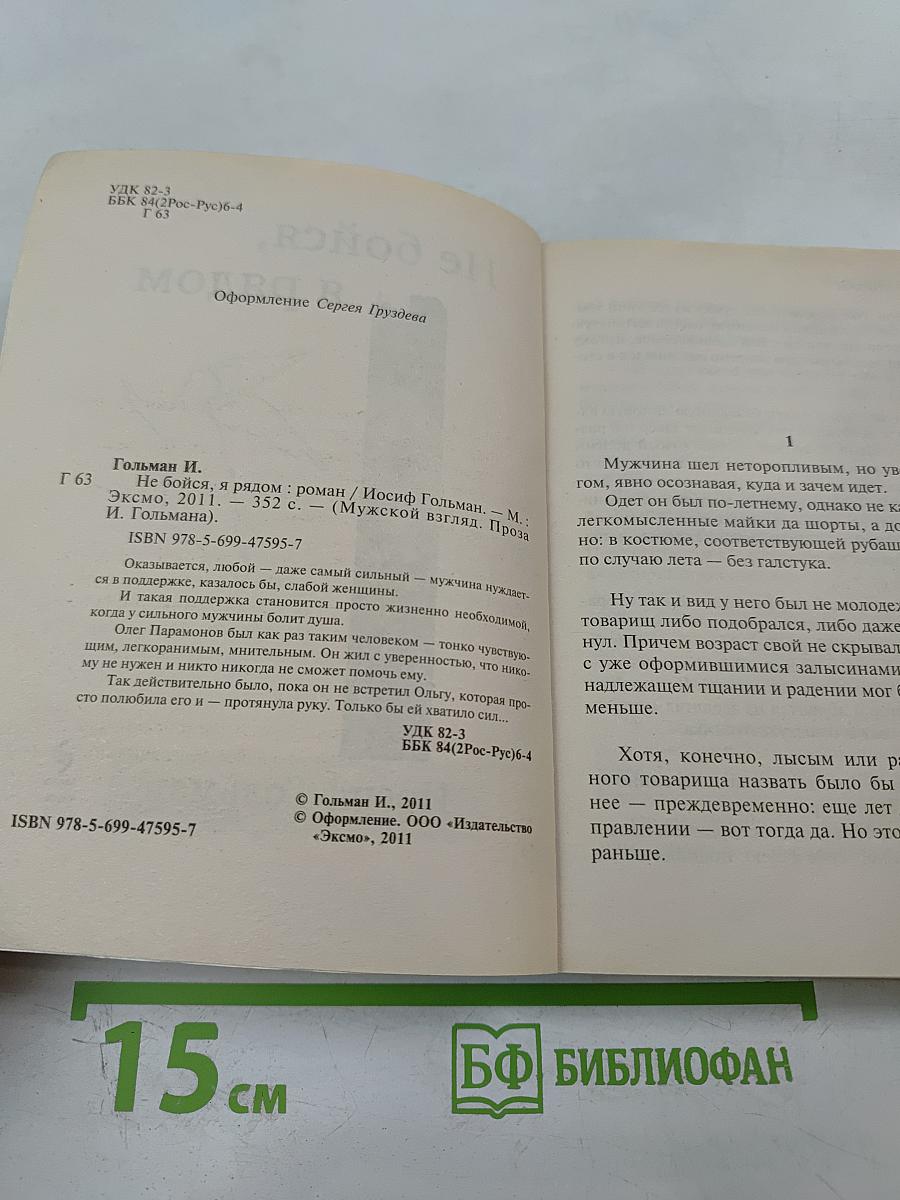 УДК 82-3
ББК 84(2Рос-Рус)6-4
Г 63
Оформление Сергея Груздева
Гольман И.
Г 63 Не бойся, я рядом : роман / Иосиф Гольман. — М. :
Эксмо, 2011. — 352 с. — (Мужской взгляд. Проза
И. Гольмана).
ISBN 978-5-699-47595-7
Оказывается, любой — даже самый сильный — мужчина нуждает-
ся в поддержке, казалось бы, слабой женщины.
И такая поддержка становится просто жизненно необходимой,
когда у сильного мужчины болит душа.
Олег Парамонов был как раз таким человеком — тонко чувствую-
щим, легкоранимым, мнительным. Он жил с уверенностью, что нико-
му не нужен и никто никогда не сможет помочь ему.
Так действительно было, пока он не встретил Ольгу, которая про-
сто полюбила его и — протянула руку. Только бы ей хватило сил...
УДК 82-3
ББК 84(2Рос-Рус)6-4
© Гольман И., 2011
© Оформление. ООО «Издательство
«Эксмо», 2011
ISBN 978-5-699-47595-7
1
Мужчина шел неторопливым, но ув
гом, явно осознавая, куда и зачем идет.
Одет он был по-летнему, однако не ка
легкомысленные майки да шорты, а до
но: в костюме, соответствующей рубаш
по случаю лета — без галстука.
Ну так и вид у него был не молодеж
товарищ либо подобрался, либо даже
нул. Причем возраст свой не скрывал
с уже оформившимися залысинами
надлежащем тщании и радении мог б
меньше.
Хотя, конечно, лысым или ра
ного товарища назвать было бы
нее — преждевременно: еще лет
правлении — вот тогда да. Но это
раньше.
15 см
БФ БИБЛИОФАН